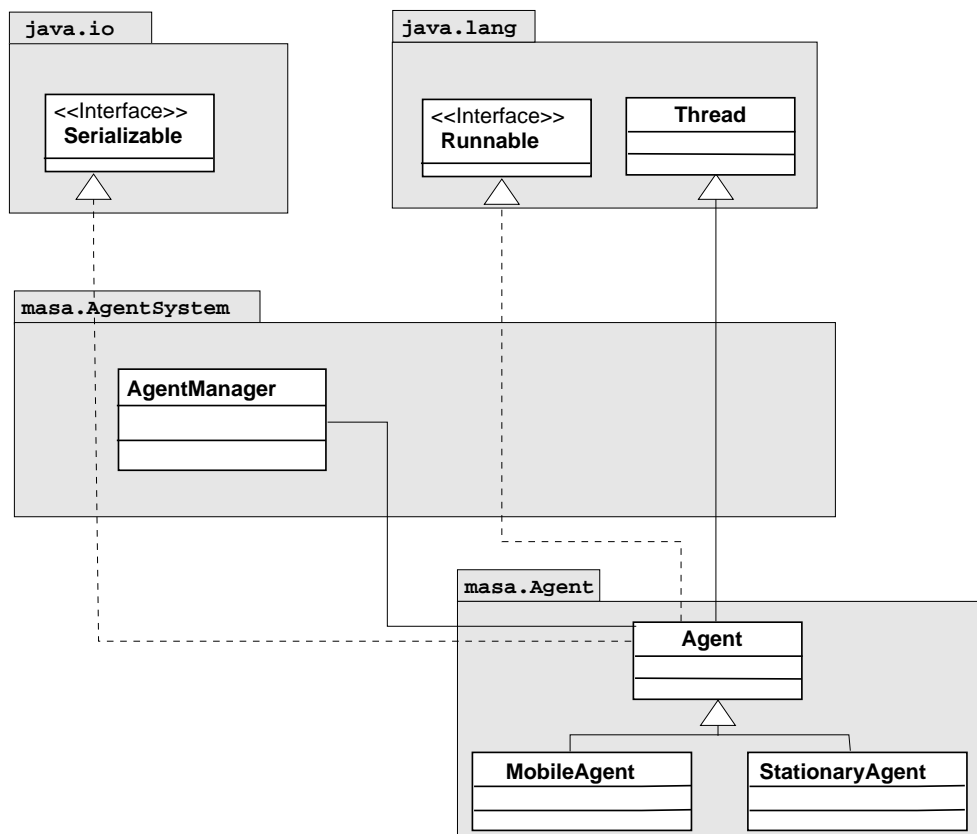 java.io
java.lang
<<Interface>>
Serializable
<<Interface>>
Runnable
Thread
masa.AgentSystem
AgentManager
masa.Agent
Agent
MobileAgent
StationaryAgent